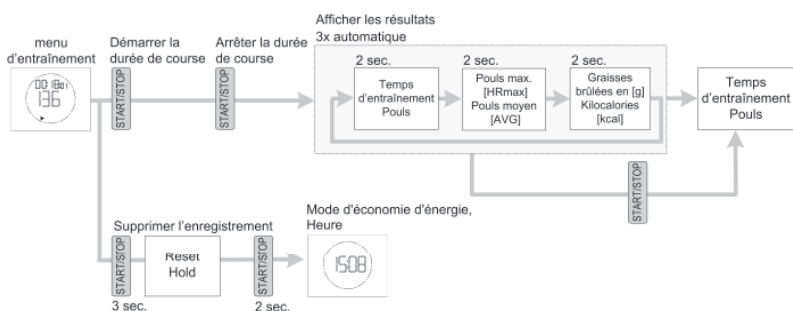 Afficher les résultats
3x automatique
menu
d'entraînement
Démarrer la
durée de course
Arrêter la durée
de course
START/STOP
START/STOP
2 sec.
2 sec.
2 sec.
Temps
d'entraînement
Pouls
Pouls max.
[HRmax]
Pouls moyen
[AVG]
Graisses
brûlées en [g]
Kilocalories
[kcal]
Temps
d'entraînement
Pouls
START/STOP
136
Supprimer l'enregistrement
Mode d'économie d'énergie,
Heure
START/STOP
Reset
Hold
START/STOP
15:08
3 sec.
2 sec.